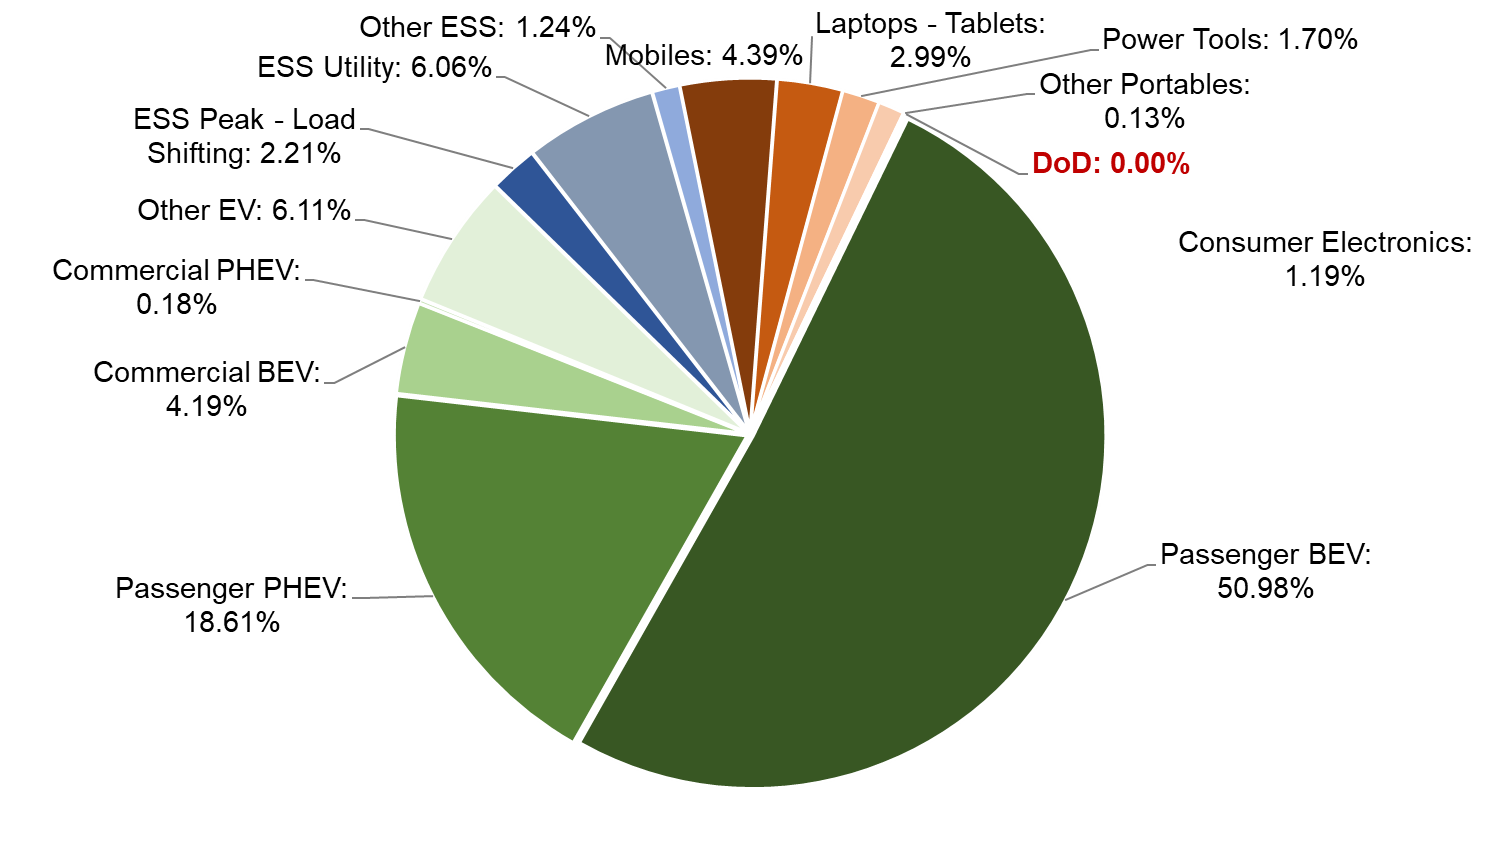 Other ESS: 1.24%
Mobiles: 4.39%
Laptops - Tablets:
2.99%
Power Tools: 1.70%
ESS Utility: 6.06%
Other Portables:
0.13%
ESS Peak - Load
Shifting: 2.21%
DoD: 0.00%
Other EV: 6.11%
Consumer Electronics:
1.19%
Commercial PHEV:
0.18%
Commercial BEV:
4.19%
Passenger BEV:
50.98%
Passenger PHEV:
18.61%